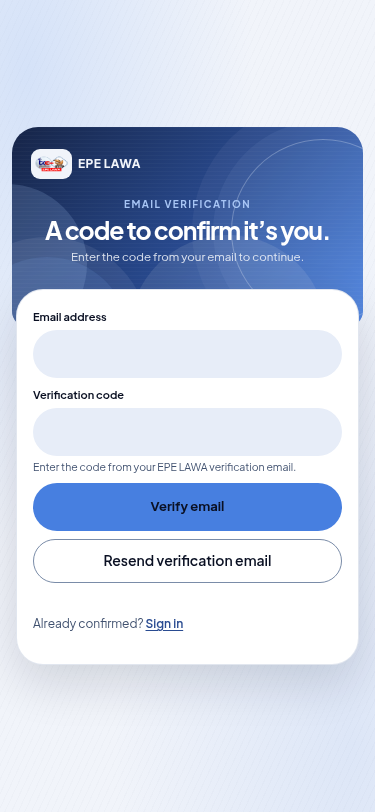 EPE LAWA
EMAIL VERIFICATION
A code to confirm it’s you.
Enter the code from your email to continue.
Email address
Verification code
Enter the code from your EPE LAWA verification email.
Verify email
Resend verification email
Already confirmed? Sign in